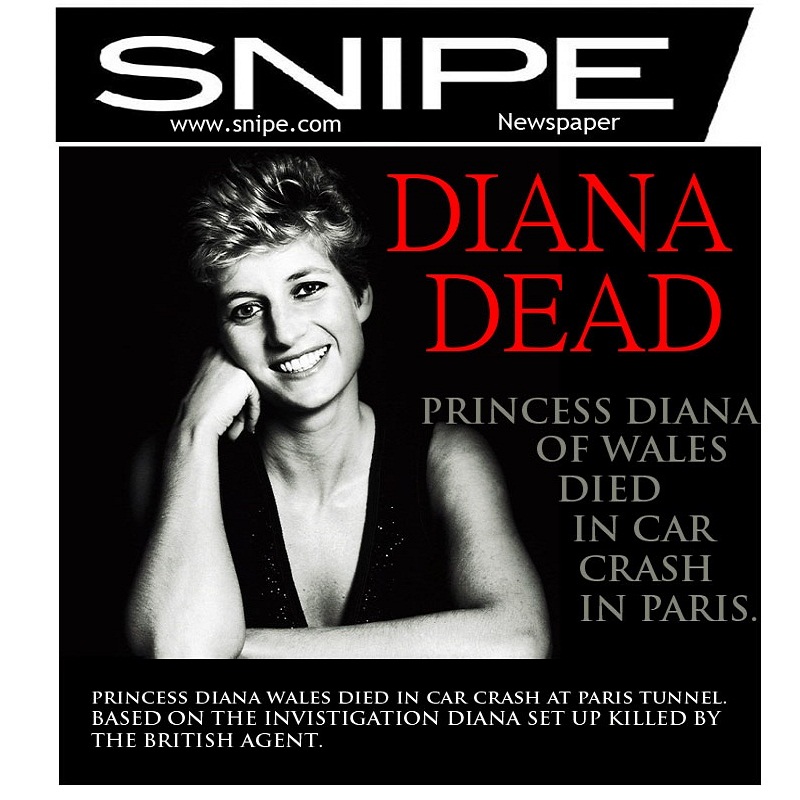 SNIPE
www.snipe.com
Newspaper
DIANA
DEAD
PRINCESS DIANA
OF WALES
DIED
IN CAR
CRASH
IN PARIS.
PRINCESS DIANA WALES DIED IN CAR CRASH AT PARIS TUNNEL.
BASED ON THE INVISTIGATION DIANA SET UP KILLED BY
THE BRITISH AGENT.